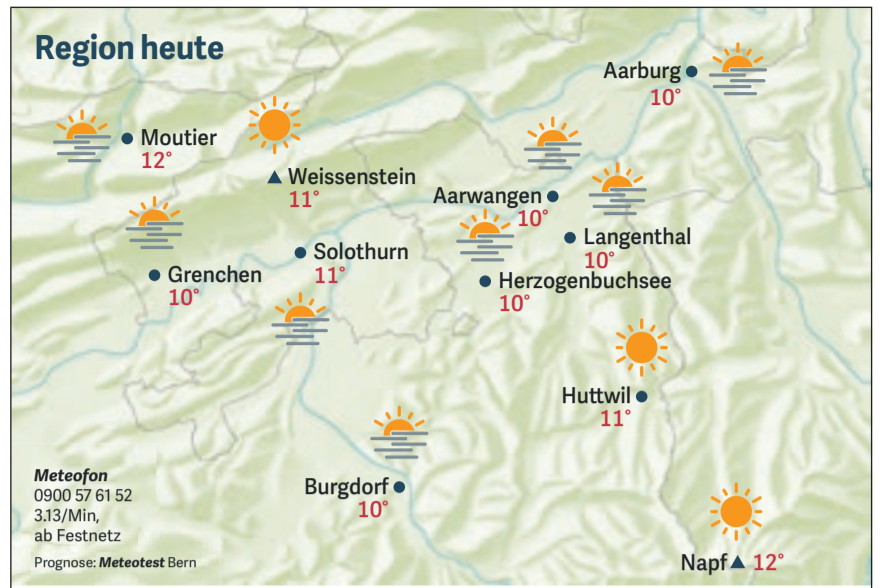 Region heute
Aarburg
10°
Moutier
12°
Weissenstein
11°
Aarwangen
10°
Langenthal
10°
Solothurn
11°
Grenchen
10°
Herzogenbuchsee
10°
Huttwil
11°
Burgdorf
10°
Napf 12°
Meteofon
0900 57 61 52
3.13/Min,
ab Festnetz
Prognose: Meteotest Bern